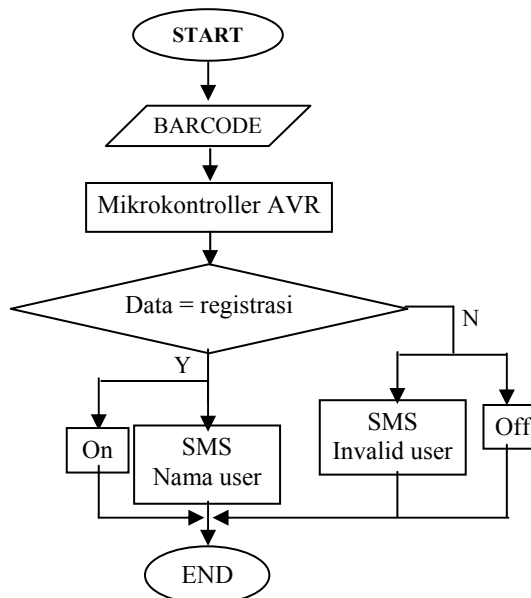 START
BARCODE
Mikrokontroller AVR
Data = registrasi
N
Y
On
SMS
Nama user
SMS
Invalid user
Off
END